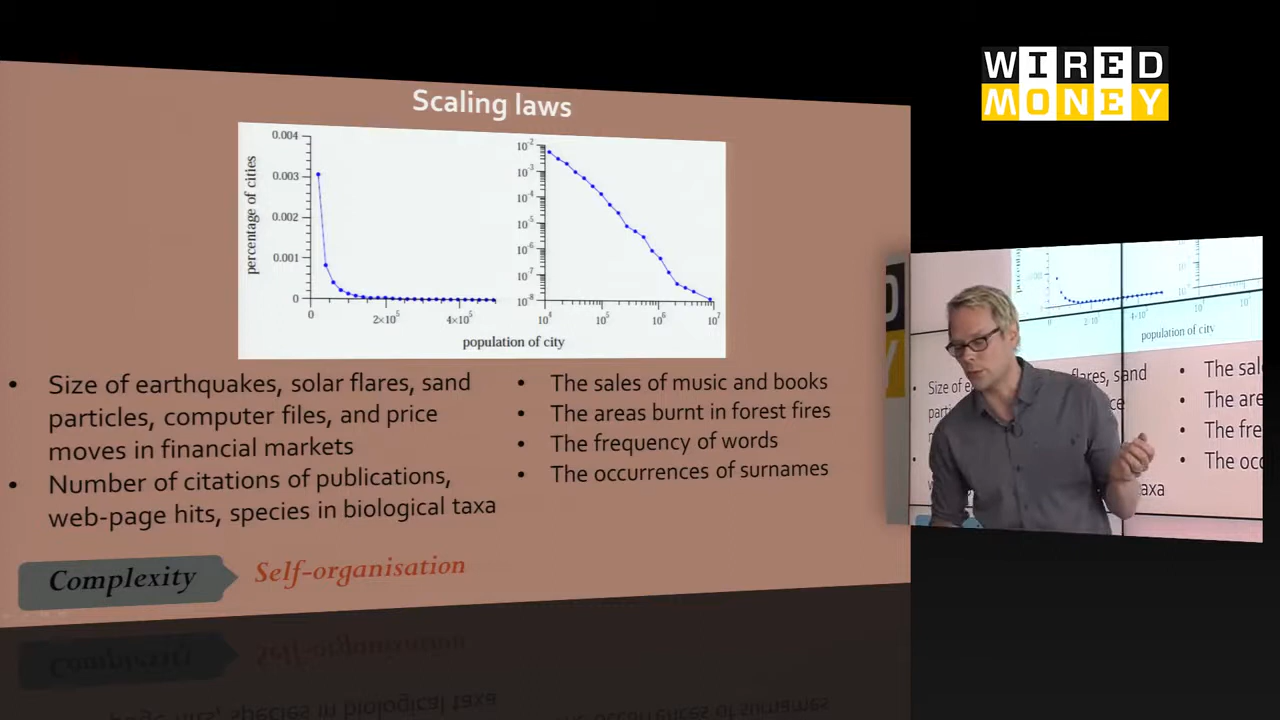 WIRED
MONEY
Scaling laws
percentage of cities
0.004
0.003
0.002
0.001
0
0
2×10⁵
4×10⁵
10⁻²
10⁻³
10⁻⁴
10⁻⁵
10⁻⁶
10⁻⁷
10⁻⁸
10⁴
10⁵
10⁶
10⁷
population of city
• Size of earthquakes, solar flares, sand
particles, computer files, and price
moves in financial markets
• Number of citations of publications,
web-page hits, species in biological taxa
• The sales of music and books
• The areas burnt in forest fires
• The frequency of words
• The occurrences of surnames
Complexity
Self-organisation
population of city
Size of
flares, sand
taxa
• The sal
• The are
• The fre
• The occ